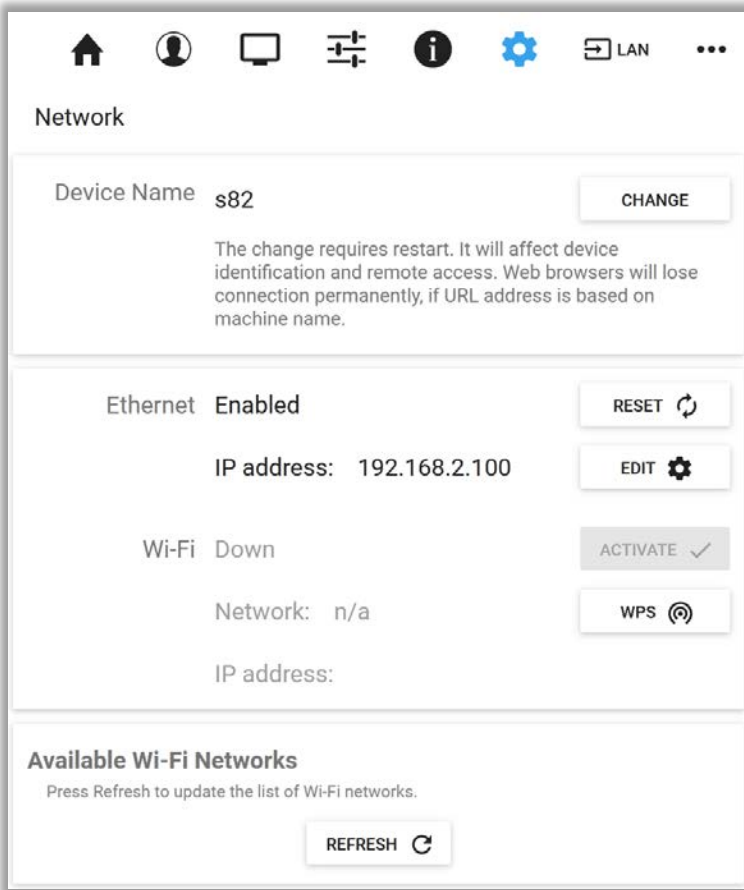 LAN
Network
Device Name s82 CHANGE
The change requires restart. It will affect device
identification and remote access. Web browsers will lose
connection permanently, if URL address is based on
machine name.
Ethernet Enabled RESET
IP address: 192.168.2.100 EDIT
Wi-Fi Down ACTIVATE
Network: n/a WPS
IP address:
Available Wi-Fi Networks
Press Refresh to update the list of Wi-Fi networks.
REFRESH